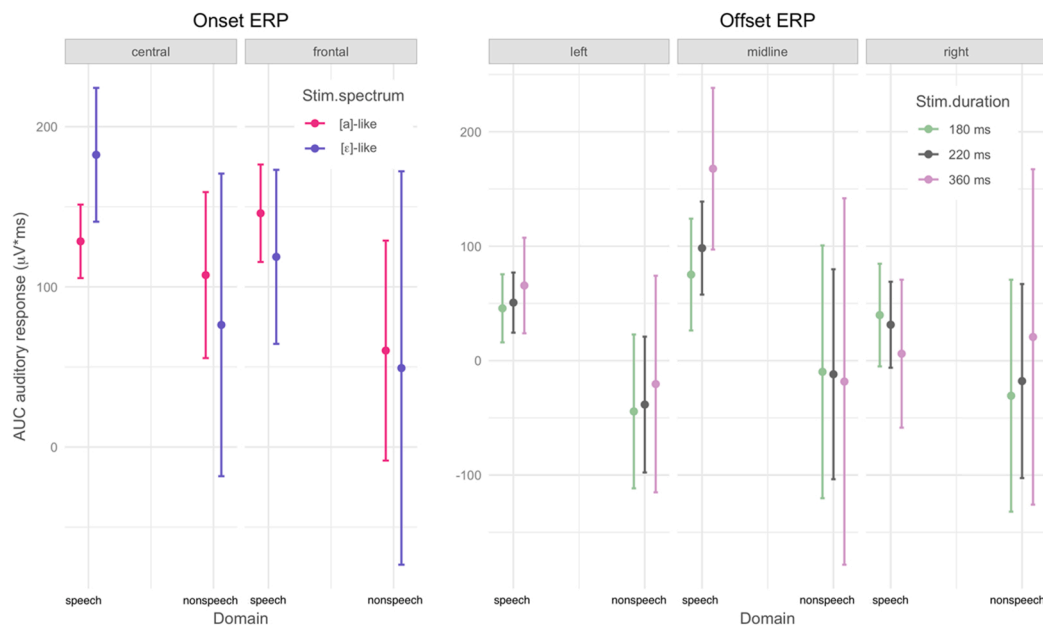 Onset ERP
central
frontal
Stim.spectrum
[a]-like
[ε]-like
200
100
0
AUC auditory response (μV*ms)
speech
nonspeech
speech
nonspeech
Domain
Offset ERP
left
midline
right
Stim.duration
180 ms
220 ms
360 ms
200
100
0
-100
speech
nonspeech
speech
nonspeech
speech
nonspeech
Domain